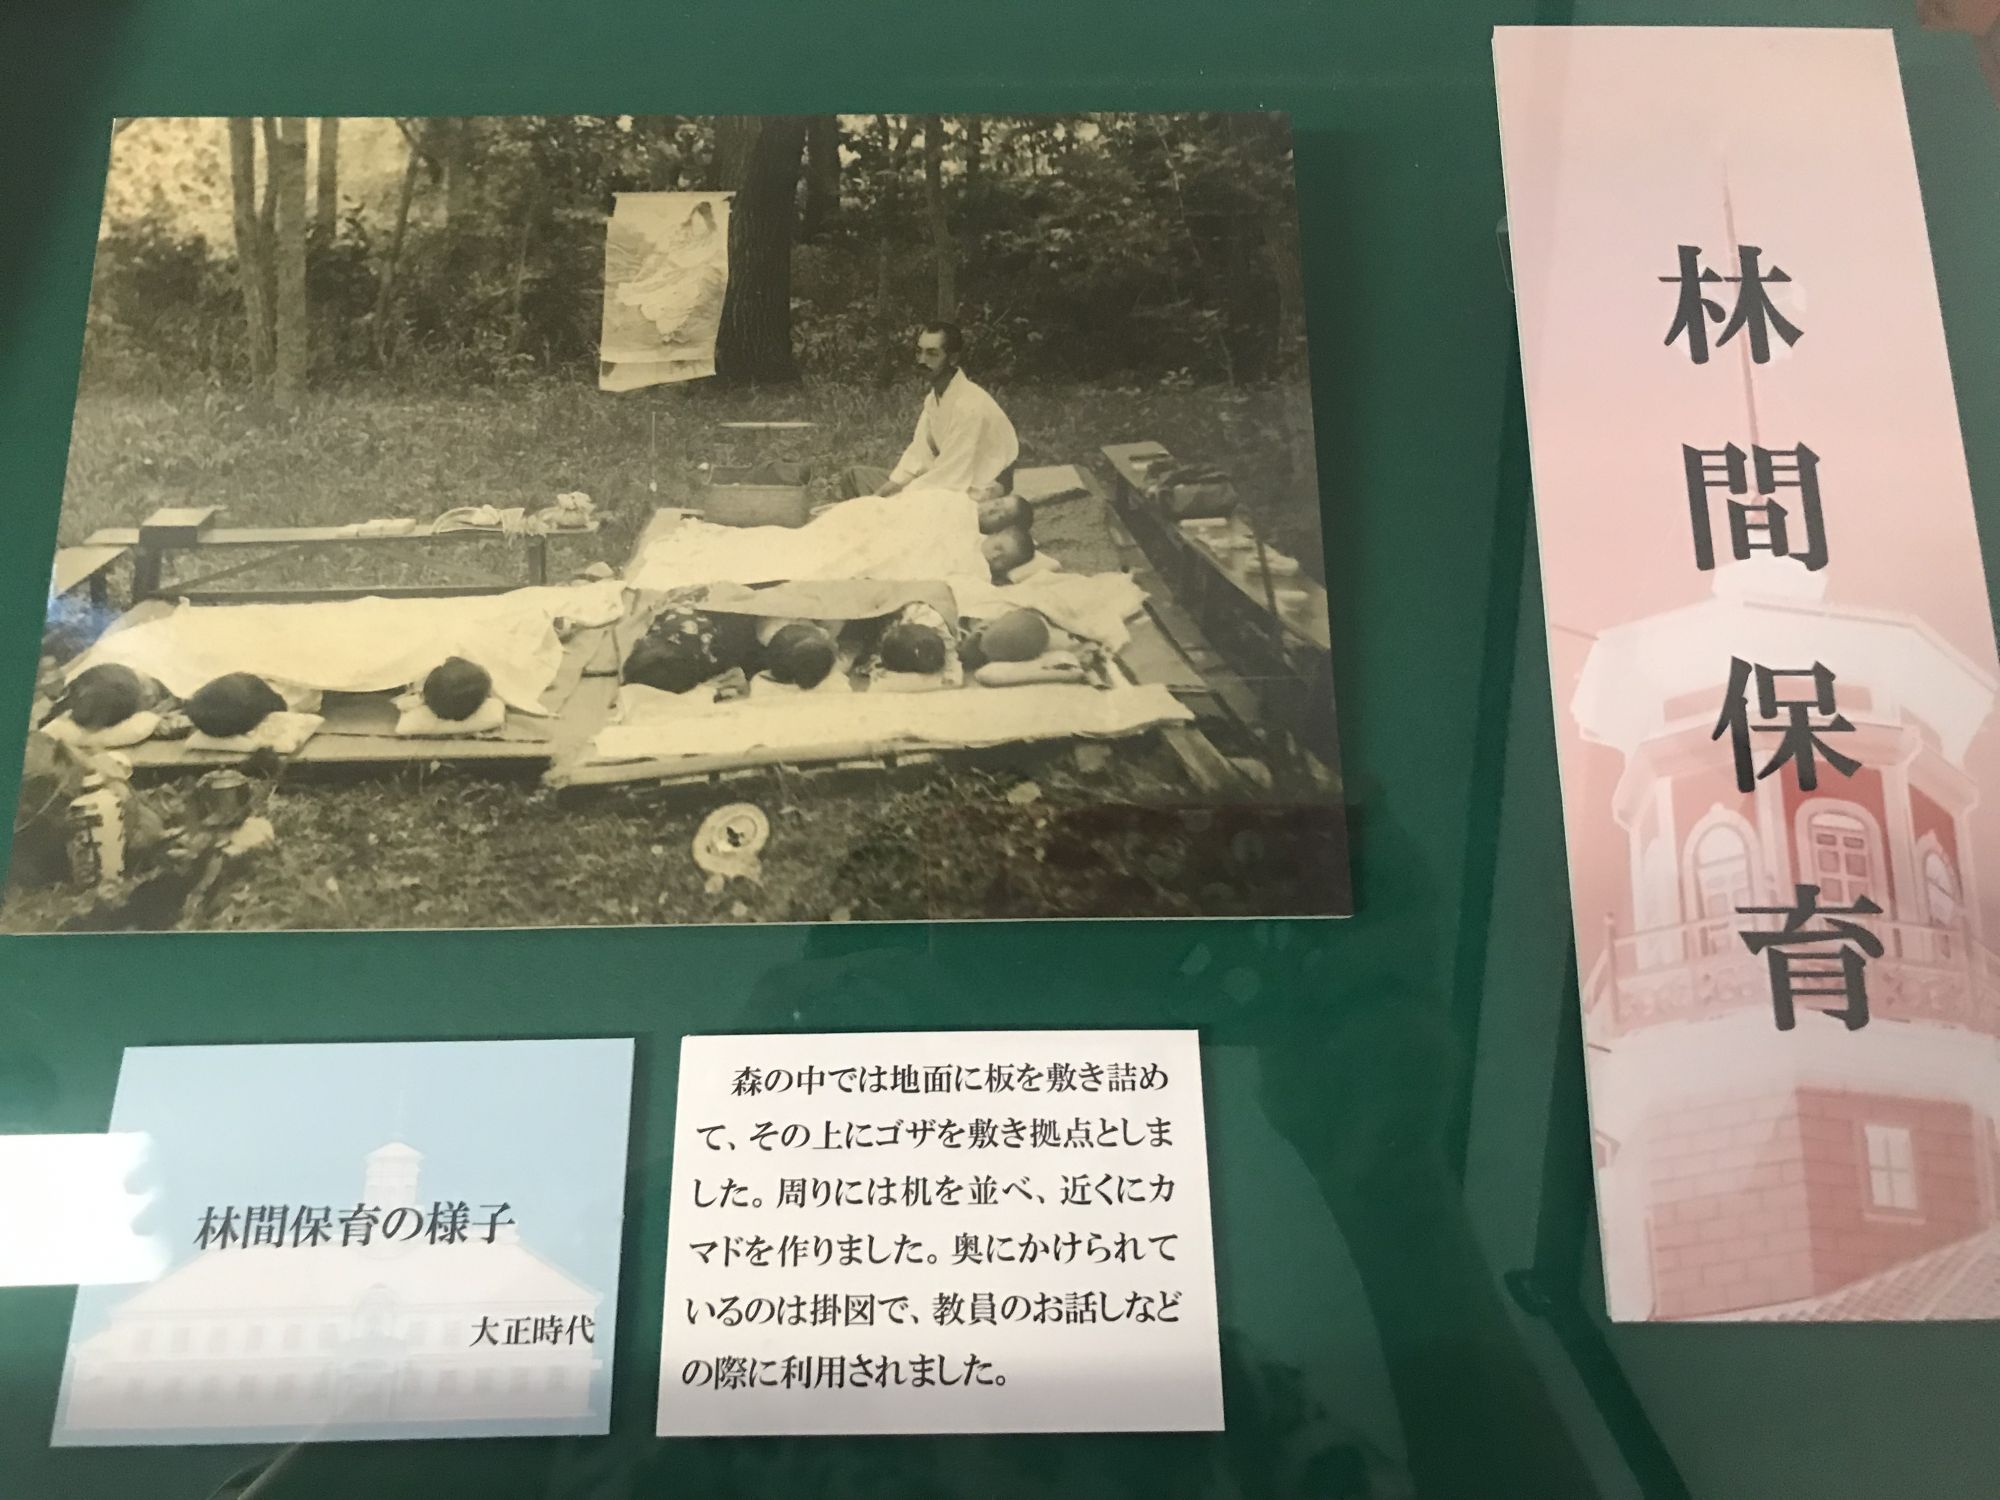 林間保育
林間保育の様子
大正時代
森の中では地面に板を敷き詰め
て、その上にゴザを敷き拠点としま
した。周りには机を並べ、近くにカ
マドを作りました。奥にかけられて
いるのは掛図で、教員のお話しなど
の際に利用されました。